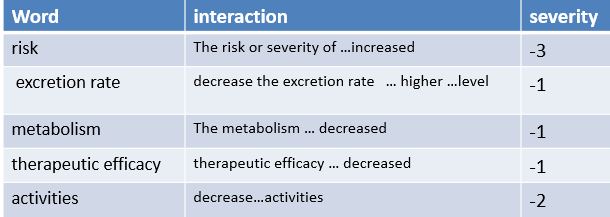 Word interaction severity
risk The risk or severity of …increased -3
excretion rate decrease the excretion rate … higher …level -1
metabolism The metabolism … decreased -1
therapeutic efficacy therapeutic efficacy … decreased -1
activities decrease…activities -2